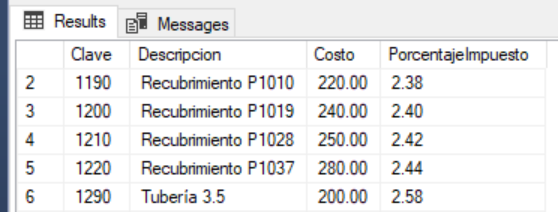 Results Messages
Clave Descripcion Costo PorcentajeImpuesto
2 1190 Recubrimiento P1010 220.00 2.38
3 1200 Recubrimiento P1019 240.00 2.40
4 1210 Recubrimiento P1028 250.00 2.42
5 1220 Recubrimiento P1037 280.00 2.44
6 1290 Tubería 3.5 200.00 2.58